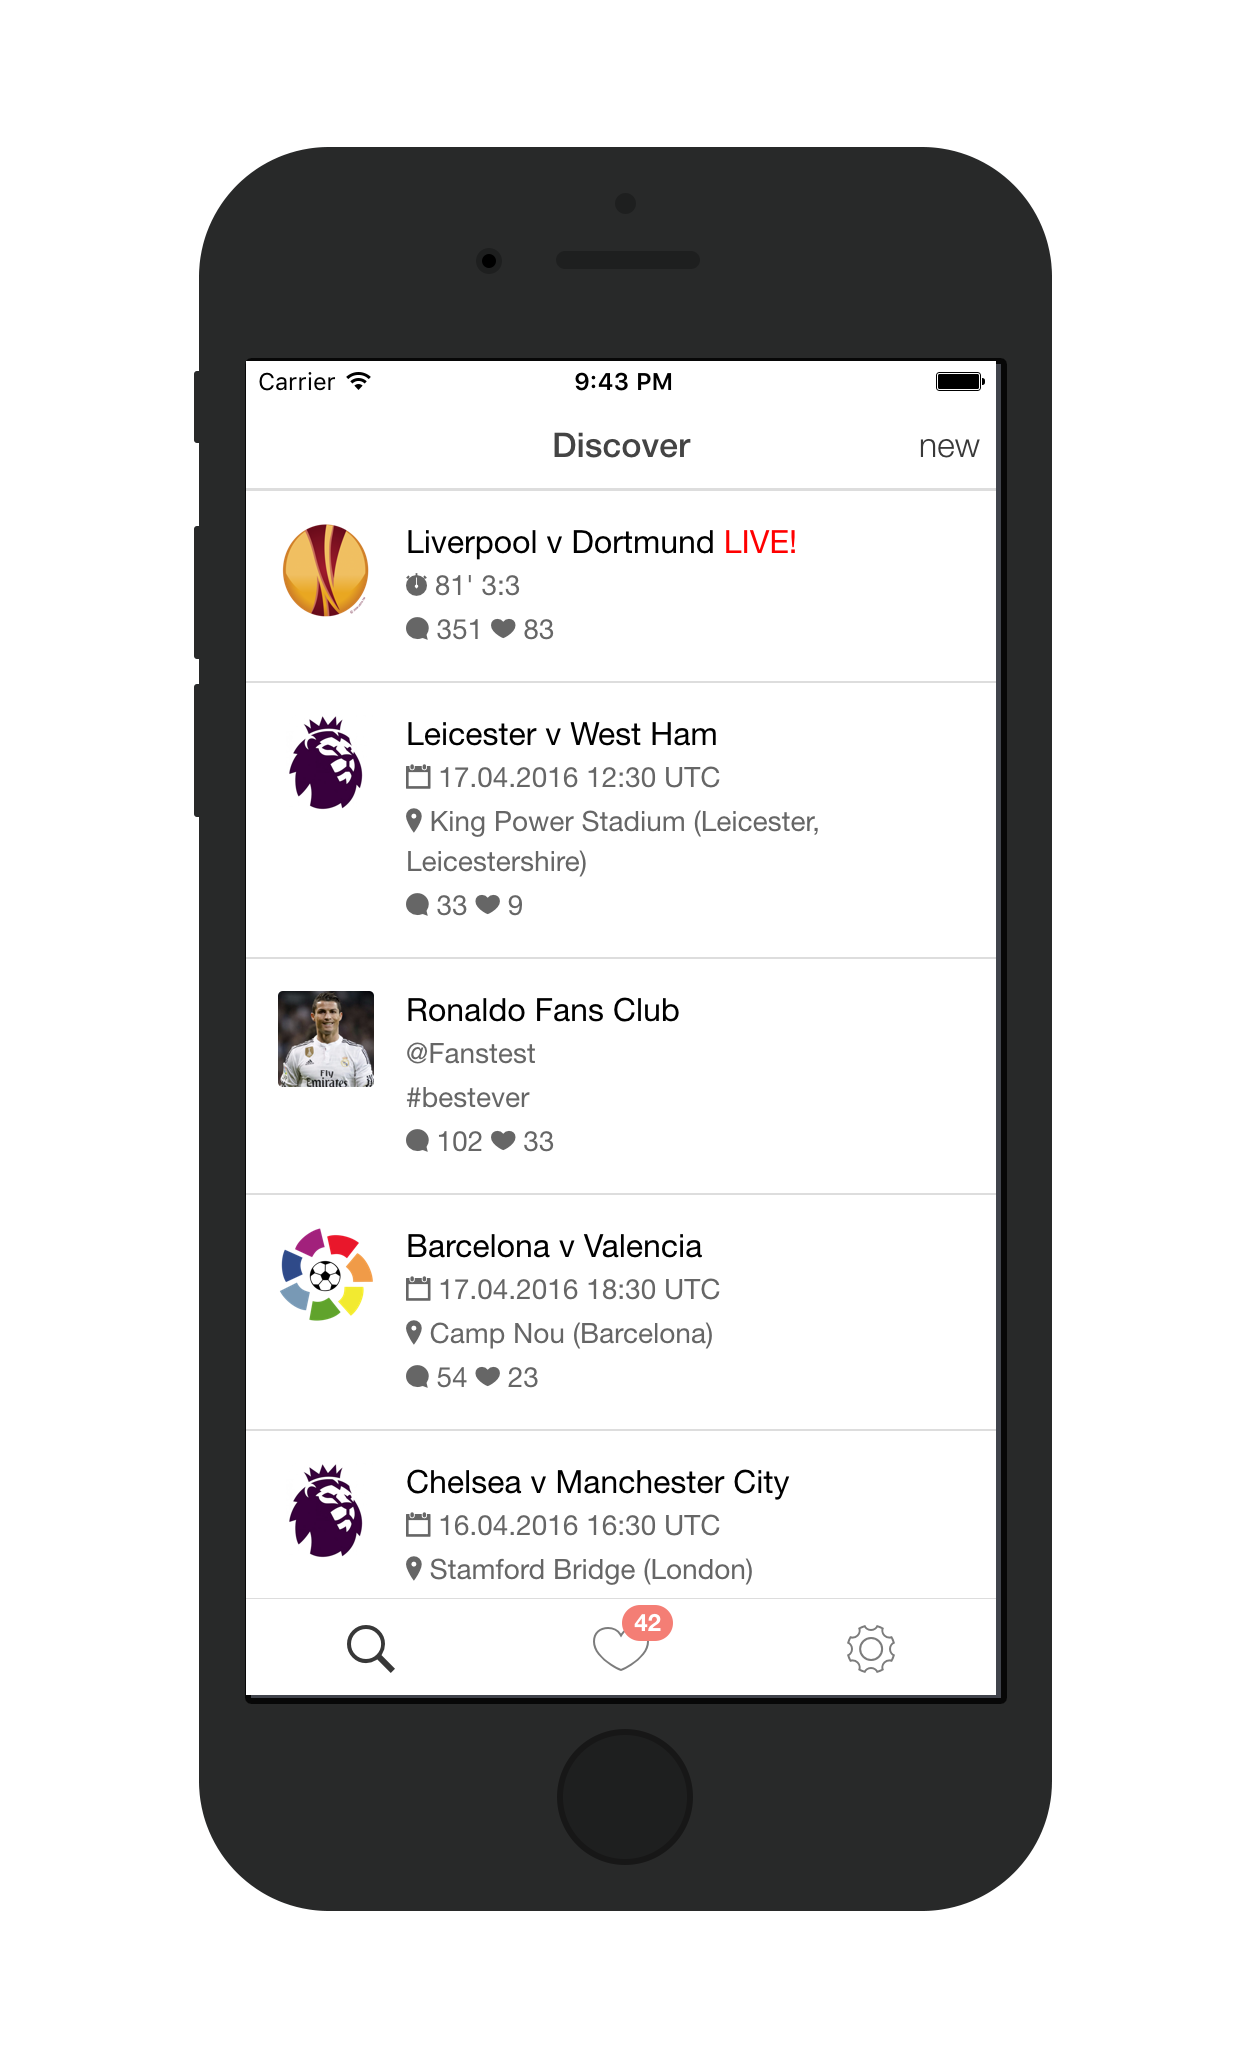 Carrier 9:43 PM
Discover new
Liverpool v Dortmund LIVE!
81' 3:3
351 83
Leicester v West Ham
17.04.2016 12:30 UTC
King Power Stadium (Leicester,
Leicestershire)
33 9
Ronaldo Fans Club
@Fanstest
#bestever
102 33
Fly
Emirates
Barcelona v Valencia
17.04.2016 18:30 UTC
Camp Nou (Barcelona)
54 23
Chelsea v Manchester City
16.04.2016 16:30 UTC
Stamford Bridge (London)
42